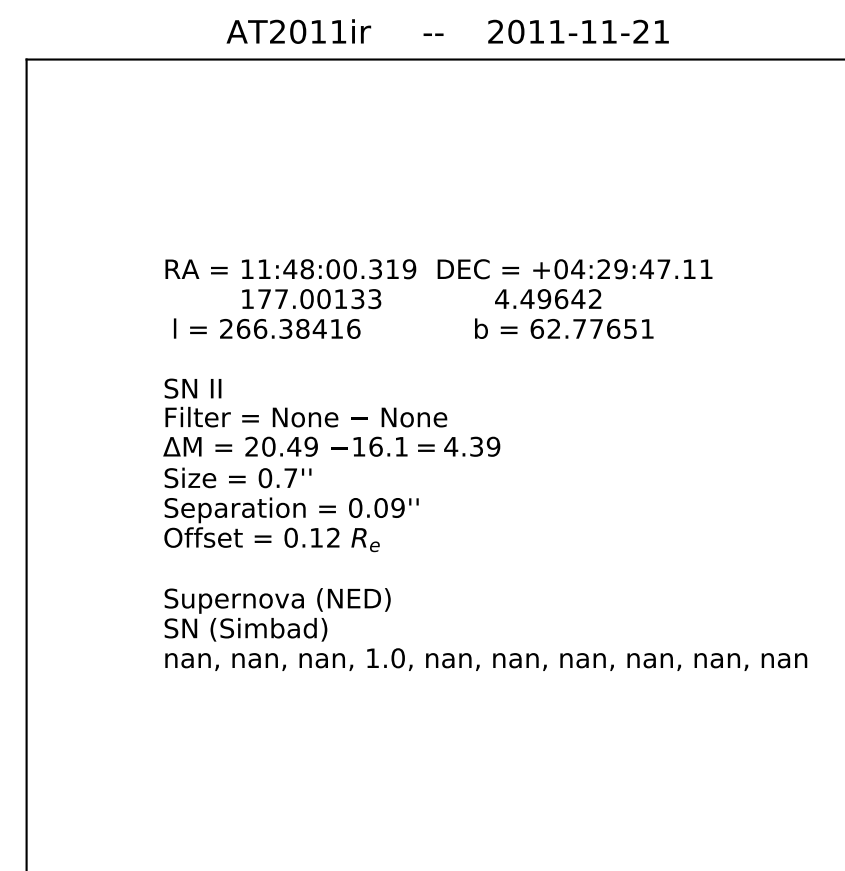 AT2011ir -- 2011-11-21
RA = 11:48:00.319 DEC = +04:29:47.11
177.00133 4.49642
l = 266.38416 b = 62.77651
SN II
Filter = None − None
ΔM = 20.49 −16.1 = 4.39
Size = 0.7''
Separation = 0.09''
Offset = 0.12 Rₑ
Supernova (NED)
SN (Simbad)
nan, nan, nan, 1.0, nan, nan, nan, nan, nan, nan